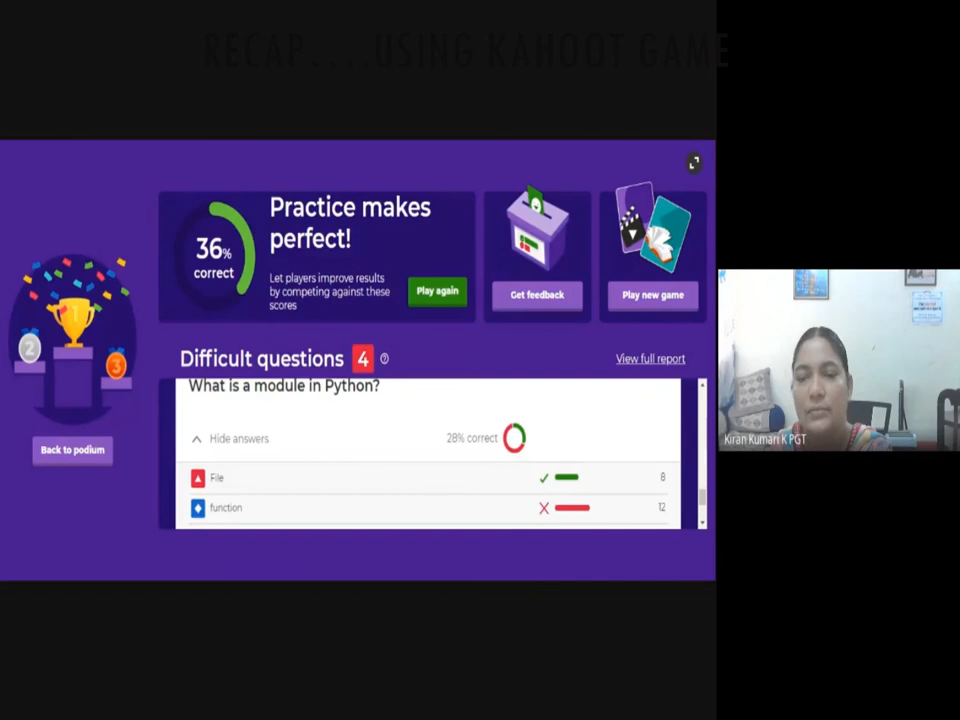 RECAP....USING KAHOOT GAME
36%
correct
Practice makes
perfect!
Let players improve results
by competing against these
scores
Play again
Get feedback
Play new game
1
2
3
Back to podium
Difficult questions 4 ?
View full report
What is a module in Python?
Hide answers
28% correct
File
8
function
12
Kiran Kumari K PGT